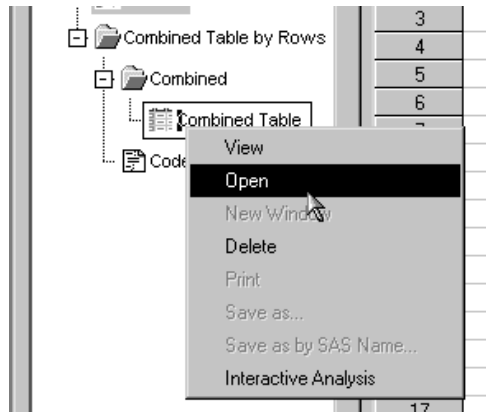 Combined Table by Rows
Combined
Combined Table
Code
3
4
5
6
View
Open
New Window
Delete
Print
Save as...
Save as by SAS Name...
Interactive Analysis
17